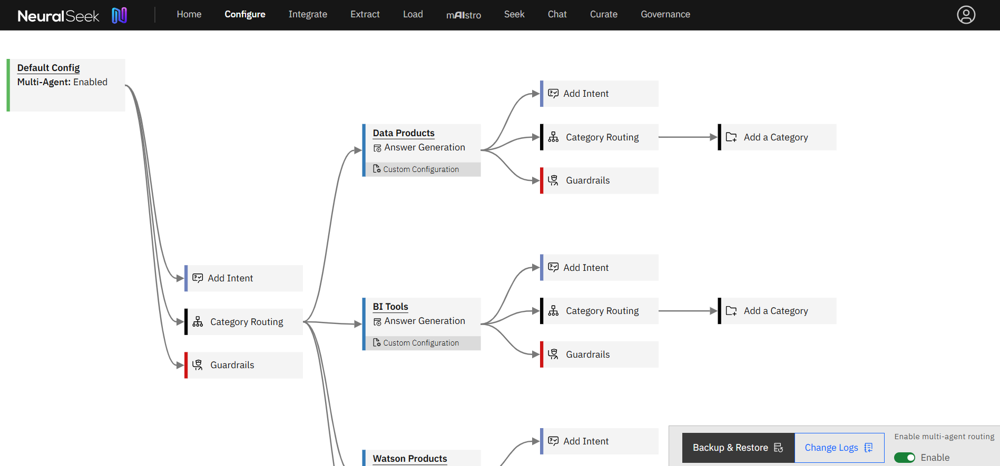 NeuralSeek
Home
Configure
Integrate
Extract
Load
mAIstro
Seek
Chat
Curate
Governance
Default Config
Multi-Agent: Enabled
Add Intent
Category Routing
Guardrails
Data Products
Answer Generation
Custom Configuration
Add Intent
Category Routing
Guardrails
Add a Category
BI Tools
Answer Generation
Custom Configuration
Add Intent
Category Routing
Guardrails
Add a Category
Watson Products
Add Intent
Backup & Restore
Change Logs
Enable multi-agent routing
Enable